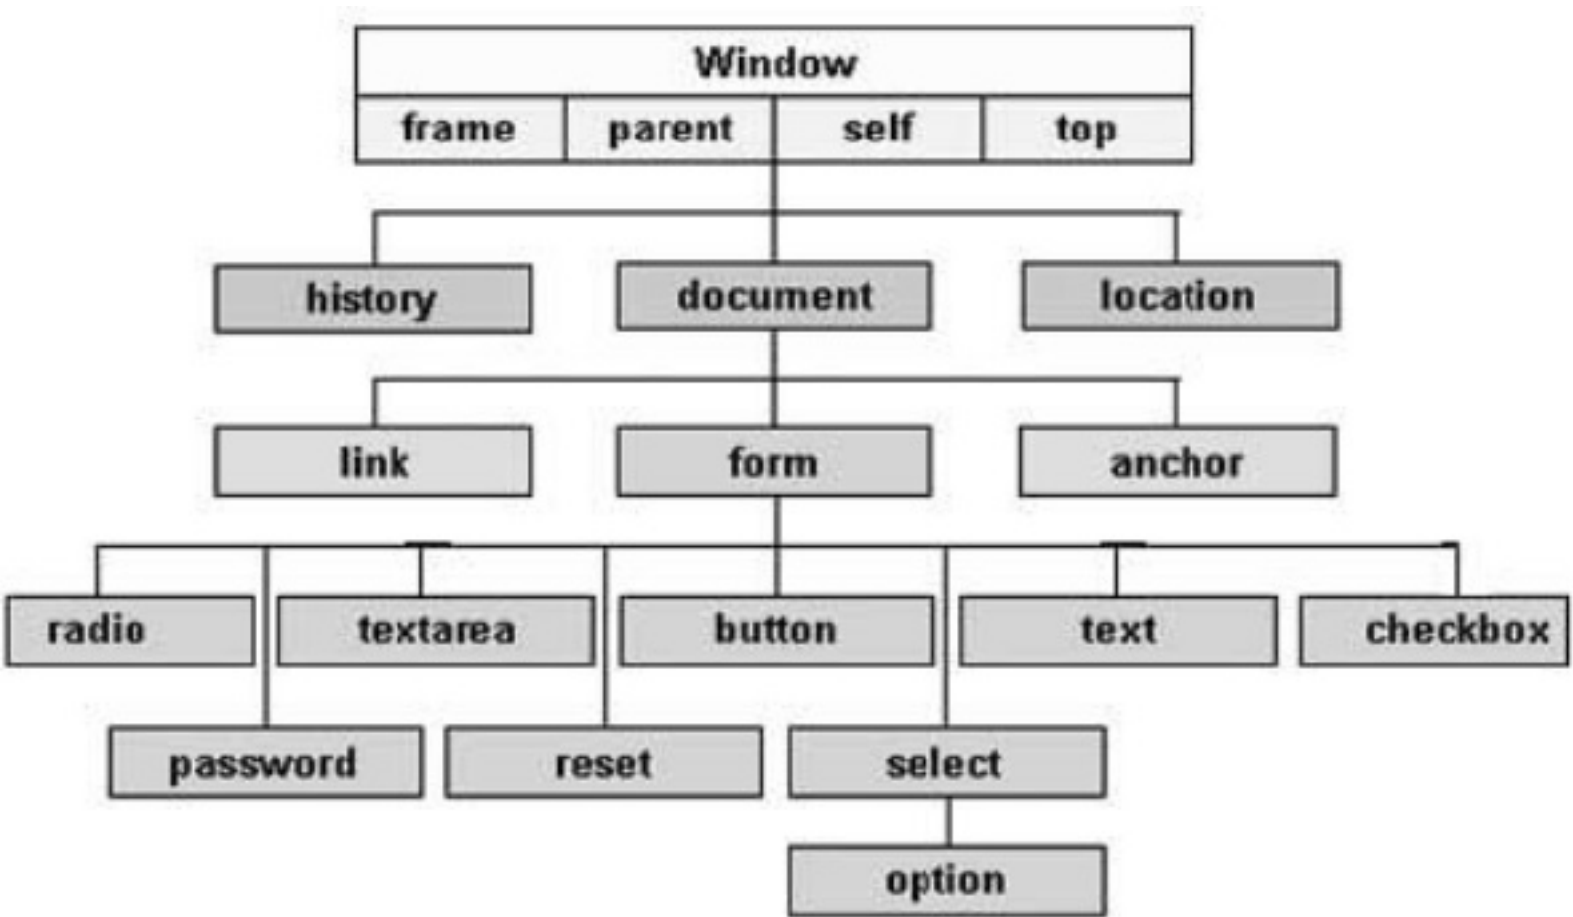 Window
frame parent self top
history document location
link form anchor
radio textarea button text checkbox
password reset select
option